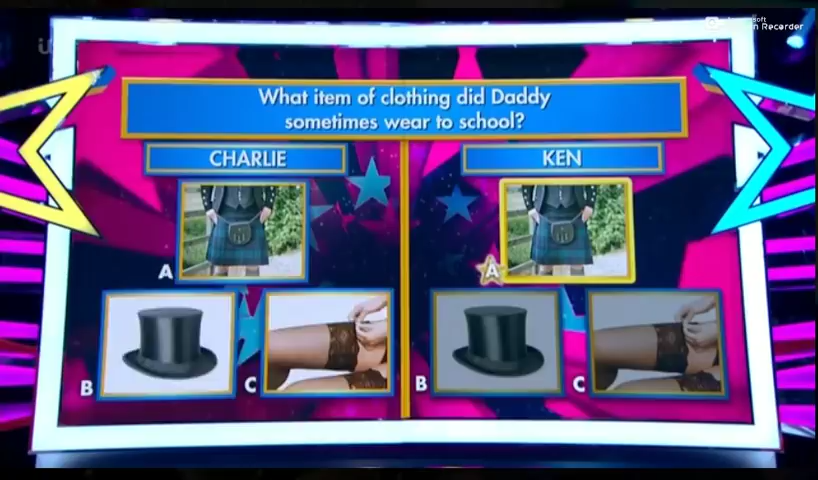 What item of clothing did Daddy
sometimes wear to school?
CHARLIE
KEN
A
A
B
C
B
C